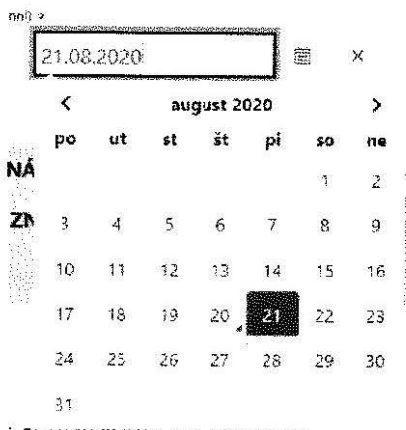 21.08.2020
august 2020
po ut st št pi so ne
1 2
NÁ
ZN 3 4 5 6 7 8 9
10 11 12 13 14 15 16
17 18 19 20 21 22 23
24 25 26 27 28 29 30
31